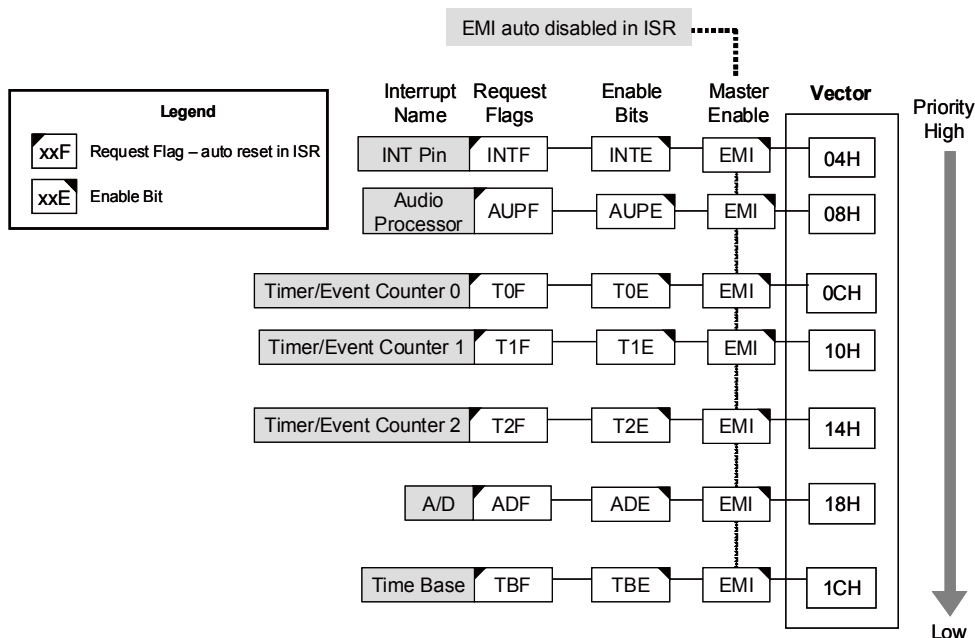 EMI auto disabled in ISR
Legend
xxF Request Flag – auto reset in ISR
xxE Enable Bit
Interrupt Name Request Flags Enable Bits Master Enable Vector
Priority
High
INT Pin INTF INTE EMI 04H
Audio Processor AUPF AUPE EMI 08H
Timer/Event Counter 0 T0F T0E EMI 0CH
Timer/Event Counter 1 T1F T1E EMI 10H
Timer/Event Counter 2 T2F T2E EMI 14H
A/D ADF ADE EMI 18H
Time Base TBF TBE EMI 1CH
Low